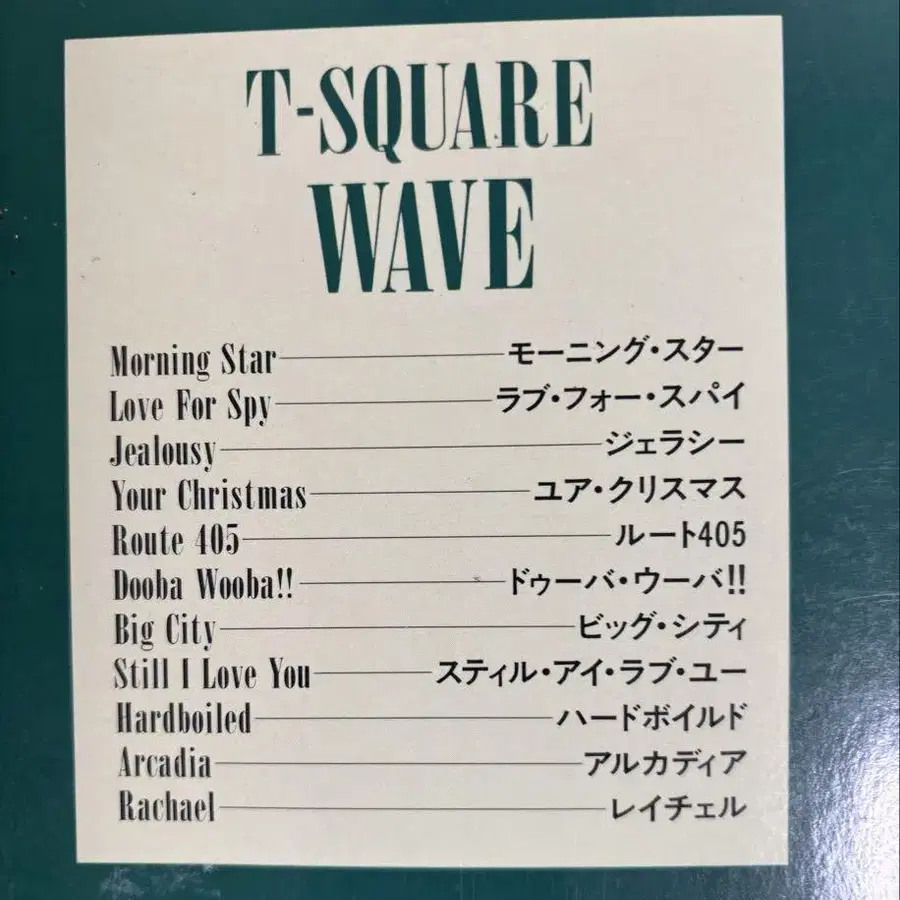 T-SQUARE
WAVE
Morning Star モーニング・スター
Love For Spy ラブ・フォー・スパイ
Jealousy ジェラシー
Your Christmas ユア・クリスマス
Route 405 ルート405
Dooba Wooba!! ドゥーバ・ウーバ!!
Big City ビッグ・シティ
Still I Love You スティル・アイ・ラブ・ユー
Hardboiled ハードボイルド
Arcadia アルカディア
Rachael レイチェル